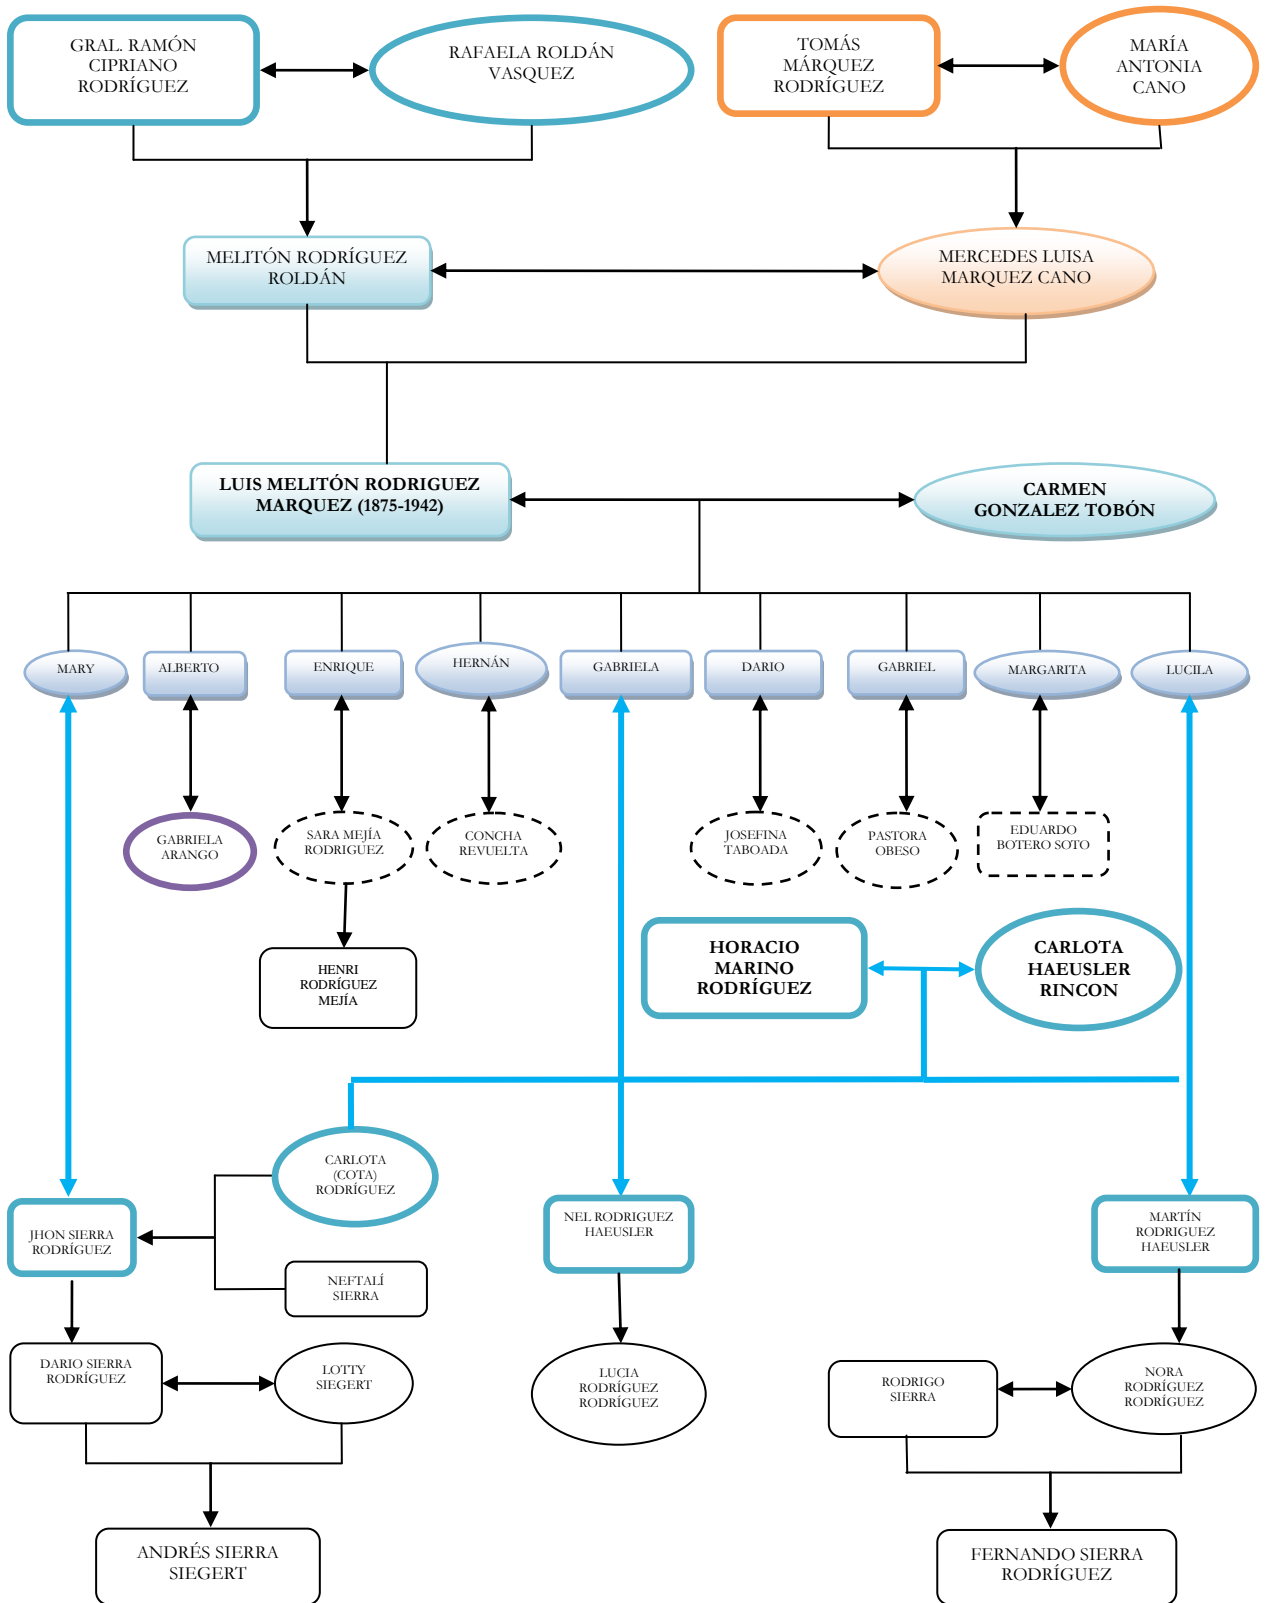 GRAL. RAMÓN
CIPRIANO
RODRÍGUEZ
RAFAELA ROLDÁN
VASQUEZ
TOMÁS
MÁRQUEZ
RODRÍGUEZ
MARÍA
ANTONIA
CANO
MELITÓN RODRÍGUEZ
ROLDÁN
MERCEDES LUISA
MARQUEZ CANO
LUIS MELITÓN RODRIGUEZ
MARQUEZ (1875-1942)
CARMEN
GONZALEZ TOBÓN
MARY
ALBERTO
ENRIQUE
HERNÁN
GABRIELA
DARIO
GABRIEL
MARGARITA
LUCILA
GABRIELA
ARANGO
SARA MEJÍA
RODRIGUEZ
CONCHA
REVUELTA
JOSEFINA
TABOADA
PASTORA
OBESO
EDUARDO
BOTERO SOTO
HENRI
RODRÍGUEZ
MEJÍA
HORACIO
MARINO
RODRÍGUEZ
CARLOTA
HAEUSLER
RINCON
CARLOTA
(COTA)
RODRÍGUEZ
JHON SIERRA
RODRÍGUEZ
NEFTALÍ
SIERRA
NEL RODRIGUEZ
HAEUSLER
MARTÍN
RODRIGUEZ
HAEUSLER
DARIO SIERRA
RODRÍGUEZ
LOTTY
SIEGERT
LUCIA
RODRÍGUEZ
RODRÍGUEZ
RODRIGO
SIERRA
NORA
RODRÍGUEZ
RODRÍGUEZ
ANDRÉS SIERRA
SIEGERT
FERNANDO SIERRA
RODRÍGUEZ